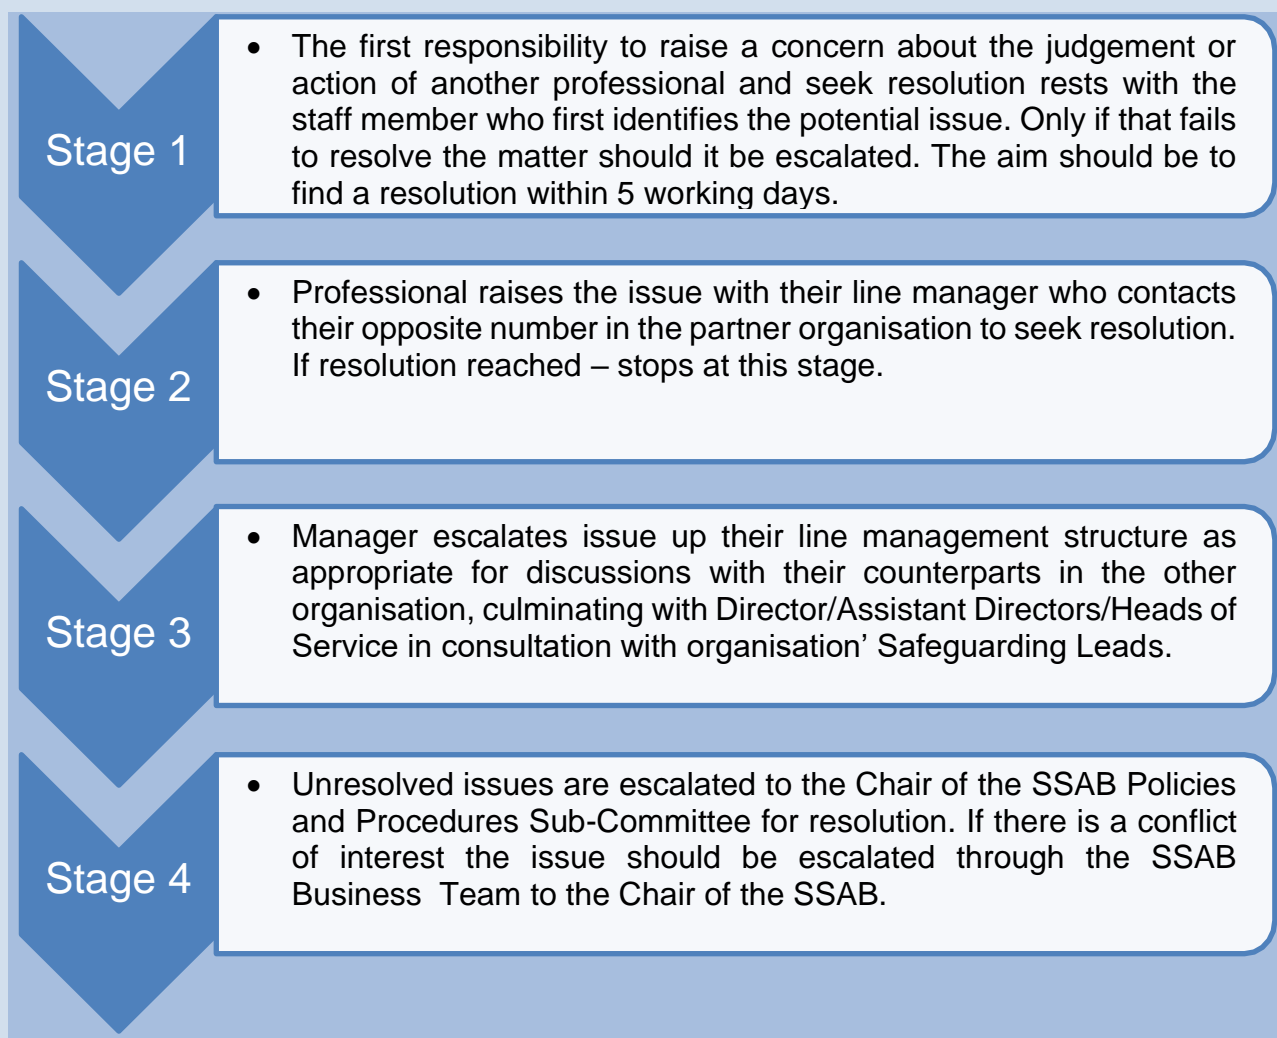 Stage 1
• The first responsibility to raise a concern about the judgement or
action of another professional and seek resolution rests with the
staff member who first identifies the potential issue. Only if that fails
to resolve the matter should it be escalated. The aim should be to
find a resolution within 5 working days.
Stage 2
• Professional raises the issue with their line manager who contacts
their opposite number in the partner organisation to seek resolution.
If resolution reached – stops at this stage.
Stage 3
• Manager escalates issue up their line management structure as
appropriate for discussions with their counterparts in the other
organisation, culminating with Director/Assistant Directors/Heads of
Service in consultation with organisation’ Safeguarding Leads.
Stage 4
• Unresolved issues are escalated to the Chair of the SSAB Policies
and Procedures Sub-Committee for resolution. If there is a conflict
of interest the issue should be escalated through the SSAB
Business  Team to the Chair of the SSAB.